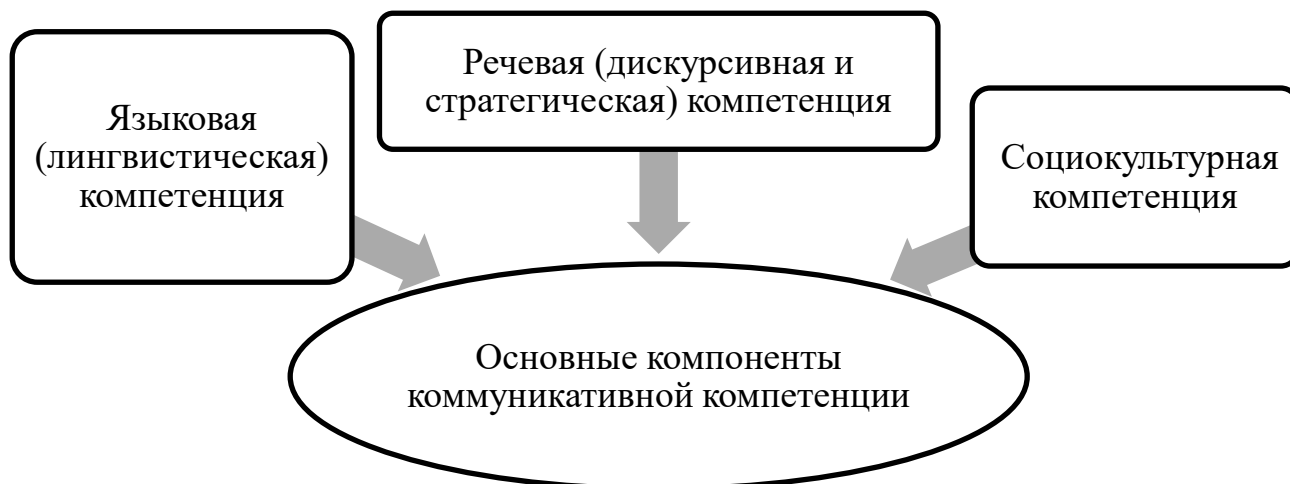 Языковая
(лингвистическая)
компетенция
Речевая (дискурсивная и
стратегическая) компетенция
Социокультурная
компетенция
Основные компоненты
коммуникативной компетенции